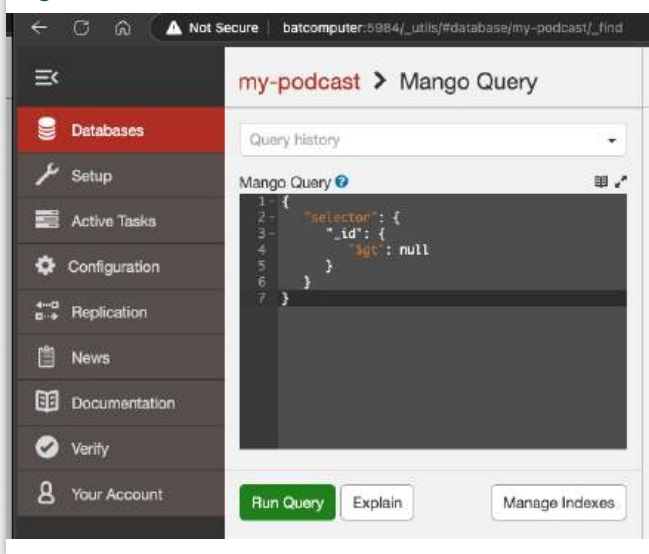 Not Secure batcomputer:5984/_utils/#database/my-podcast/_find
my-podcast > Mango Query
Databases
Setup
Active Tasks
Configuration
Replication
News
Documentation
Verify
Your Account
Query history
Mango Query
1 {
2 "selector": {
3 "_id": {
4 "$gt": null
5 }
6 }
7 }
Run Query Explain Manage Indexes